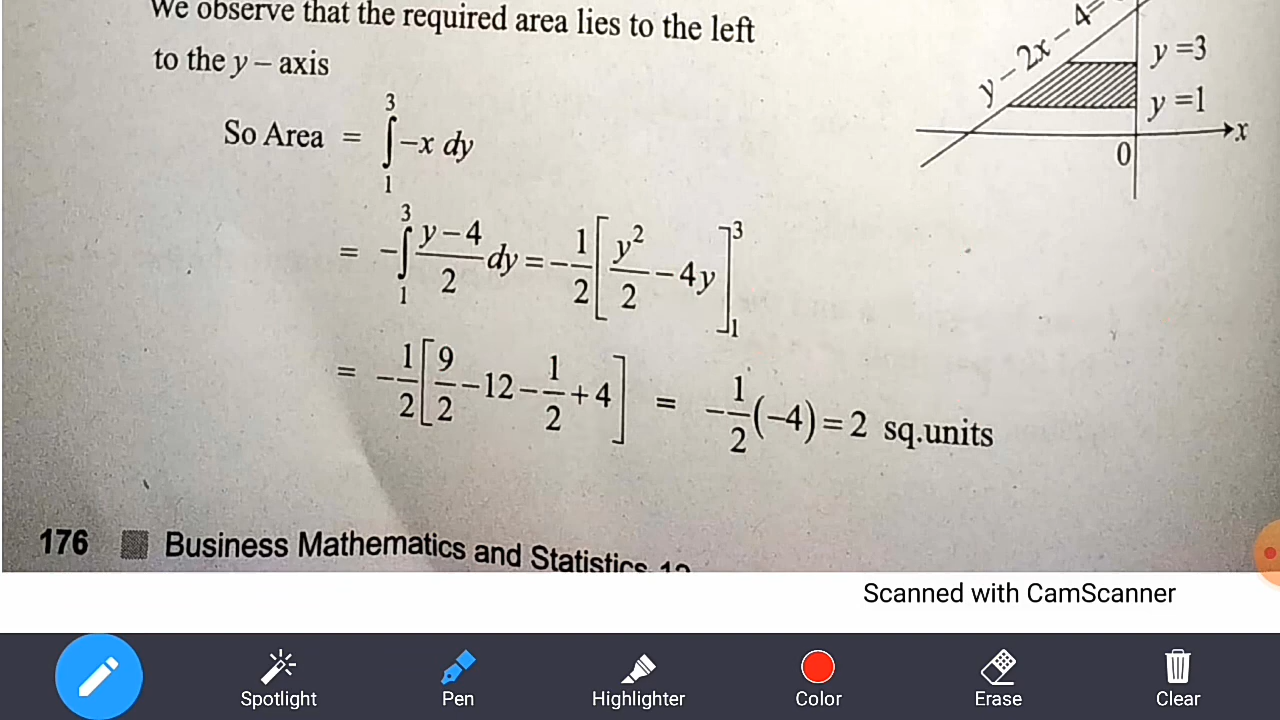 We observe that the required area lies to the left
to the y – axis
So Area = ∫₁³ –x dy
= –∫₁³ (y – 4)/2 dy = –1/2 [y²/2 – 4y]₁³
= –1/2 [9/2 – 12 – 1/2 + 4] = –1/2 (–4) = 2 sq.units
y – 2x – 4=
y =3
y =1
x
0
176 Business Mathematics and Statistics 12
Scanned with CamScanner
Spotlight Pen Highlighter Color Erase Clear